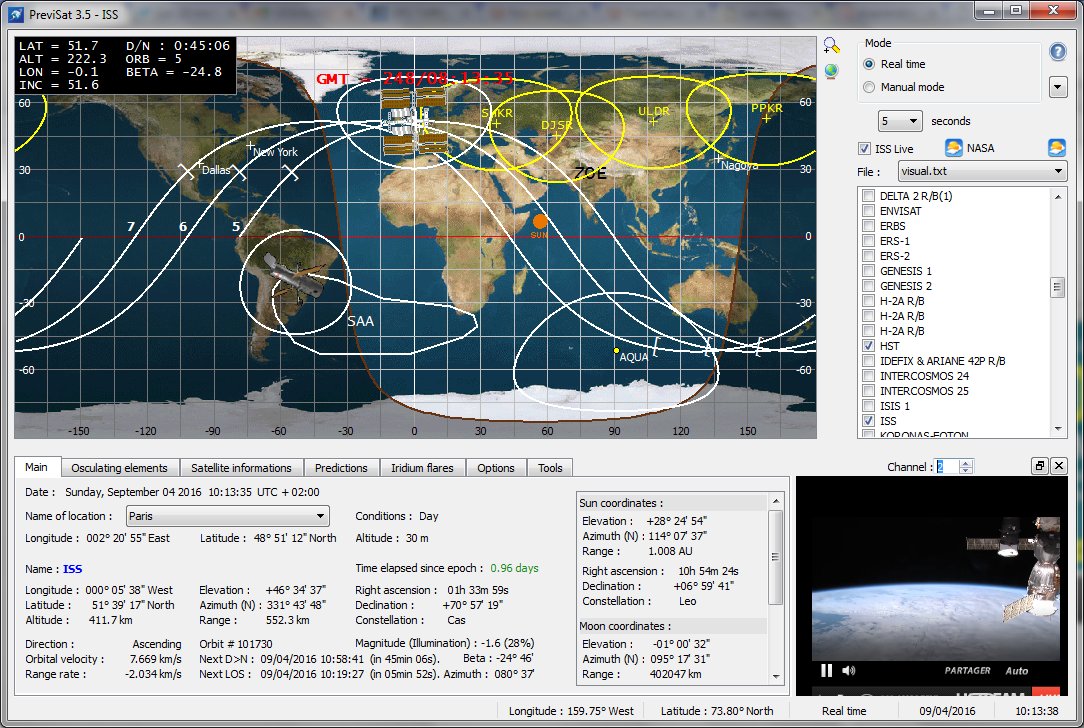 PreviSat 3.5 - ISS
LAT = 51.7 D/N : 0:45:06
ALT = 222.3 ORB = 5
LON = -0.1 BETA = -24.8
INC = 51.6
GMT = 248/08:13:35
60 60
30 30
0 0
-30 -30
-60 -60
SHKR
DJSR
ULDR
PPKR
New York
Dallas
Nagoya
ZOE
7 6 5
SUN
SAA
AQUA
-150 -120 -90 -60 -30 0 30 60 90 120 150
Mode
Real time
Manual mode
5 seconds
ISS Live NASA
File : visual.txt
DELTA 2 R/B(1)
ENVISAT
ERBS
ERS-1
ERS-2
GENESIS 1
GENESIS 2
H-2A R/B
H-2A R/B
H-2A R/B
HST
IDEFIX & ARIANE 42P R/B
INTERCOSMOS 24
INTERCOSMOS 25
ISIS 1
ISS
KORONAS-FOTON
Main Osculating elements Satellite informations Predictions Iridium flares Options Tools
Channel : 2
Date : Sunday, September 04 2016 10:13:35 UTC + 02:00
Name of location : Paris Conditions : Day
Longitude : 002° 20' 55" East Latitude : 48° 51' 12" North Altitude : 30 m
Name : ISS Time elapsed since epoch : 0.96 days
Longitude : 000° 05' 38" West Elevation : +46° 34' 37" Right ascension : 01h 33m 59s
Latitude : 51° 39' 17" North Azimuth (N) : 331° 43' 48" Declination : +70° 57' 19"
Altitude : 411.7 km Range : 552.3 km Constellation : Cas
Direction : Ascending Orbit # 101730 Magnitude (Illumination) : -1.6 (28%)
Orbital velocity : 7.669 km/s Next D>N : 09/04/2016 10:58:41 (in 45min 06s). Beta : -24° 46'
Range rate : -2.034 km/s Next LOS : 09/04/2016 10:19:27 (in 05min 52s). Azimuth : 080° 37'
Sun coordinates :
Elevation : +28° 24' 54"
Azimuth (N) : 114° 07' 37"
Range : 1.008 AU
Right ascension : 10h 54m 24s
Declination : +06° 59' 41"
Constellation : Leo
Moon coordinates :
Elevation : -01° 00' 32"
Azimuth (N) : 095° 17' 31"
Range : 402047 km
PARTAGER Auto
USTREAM
Longitude : 159.75° West Latitude : 73.80° North Real time 09/04/2016 10:13:38